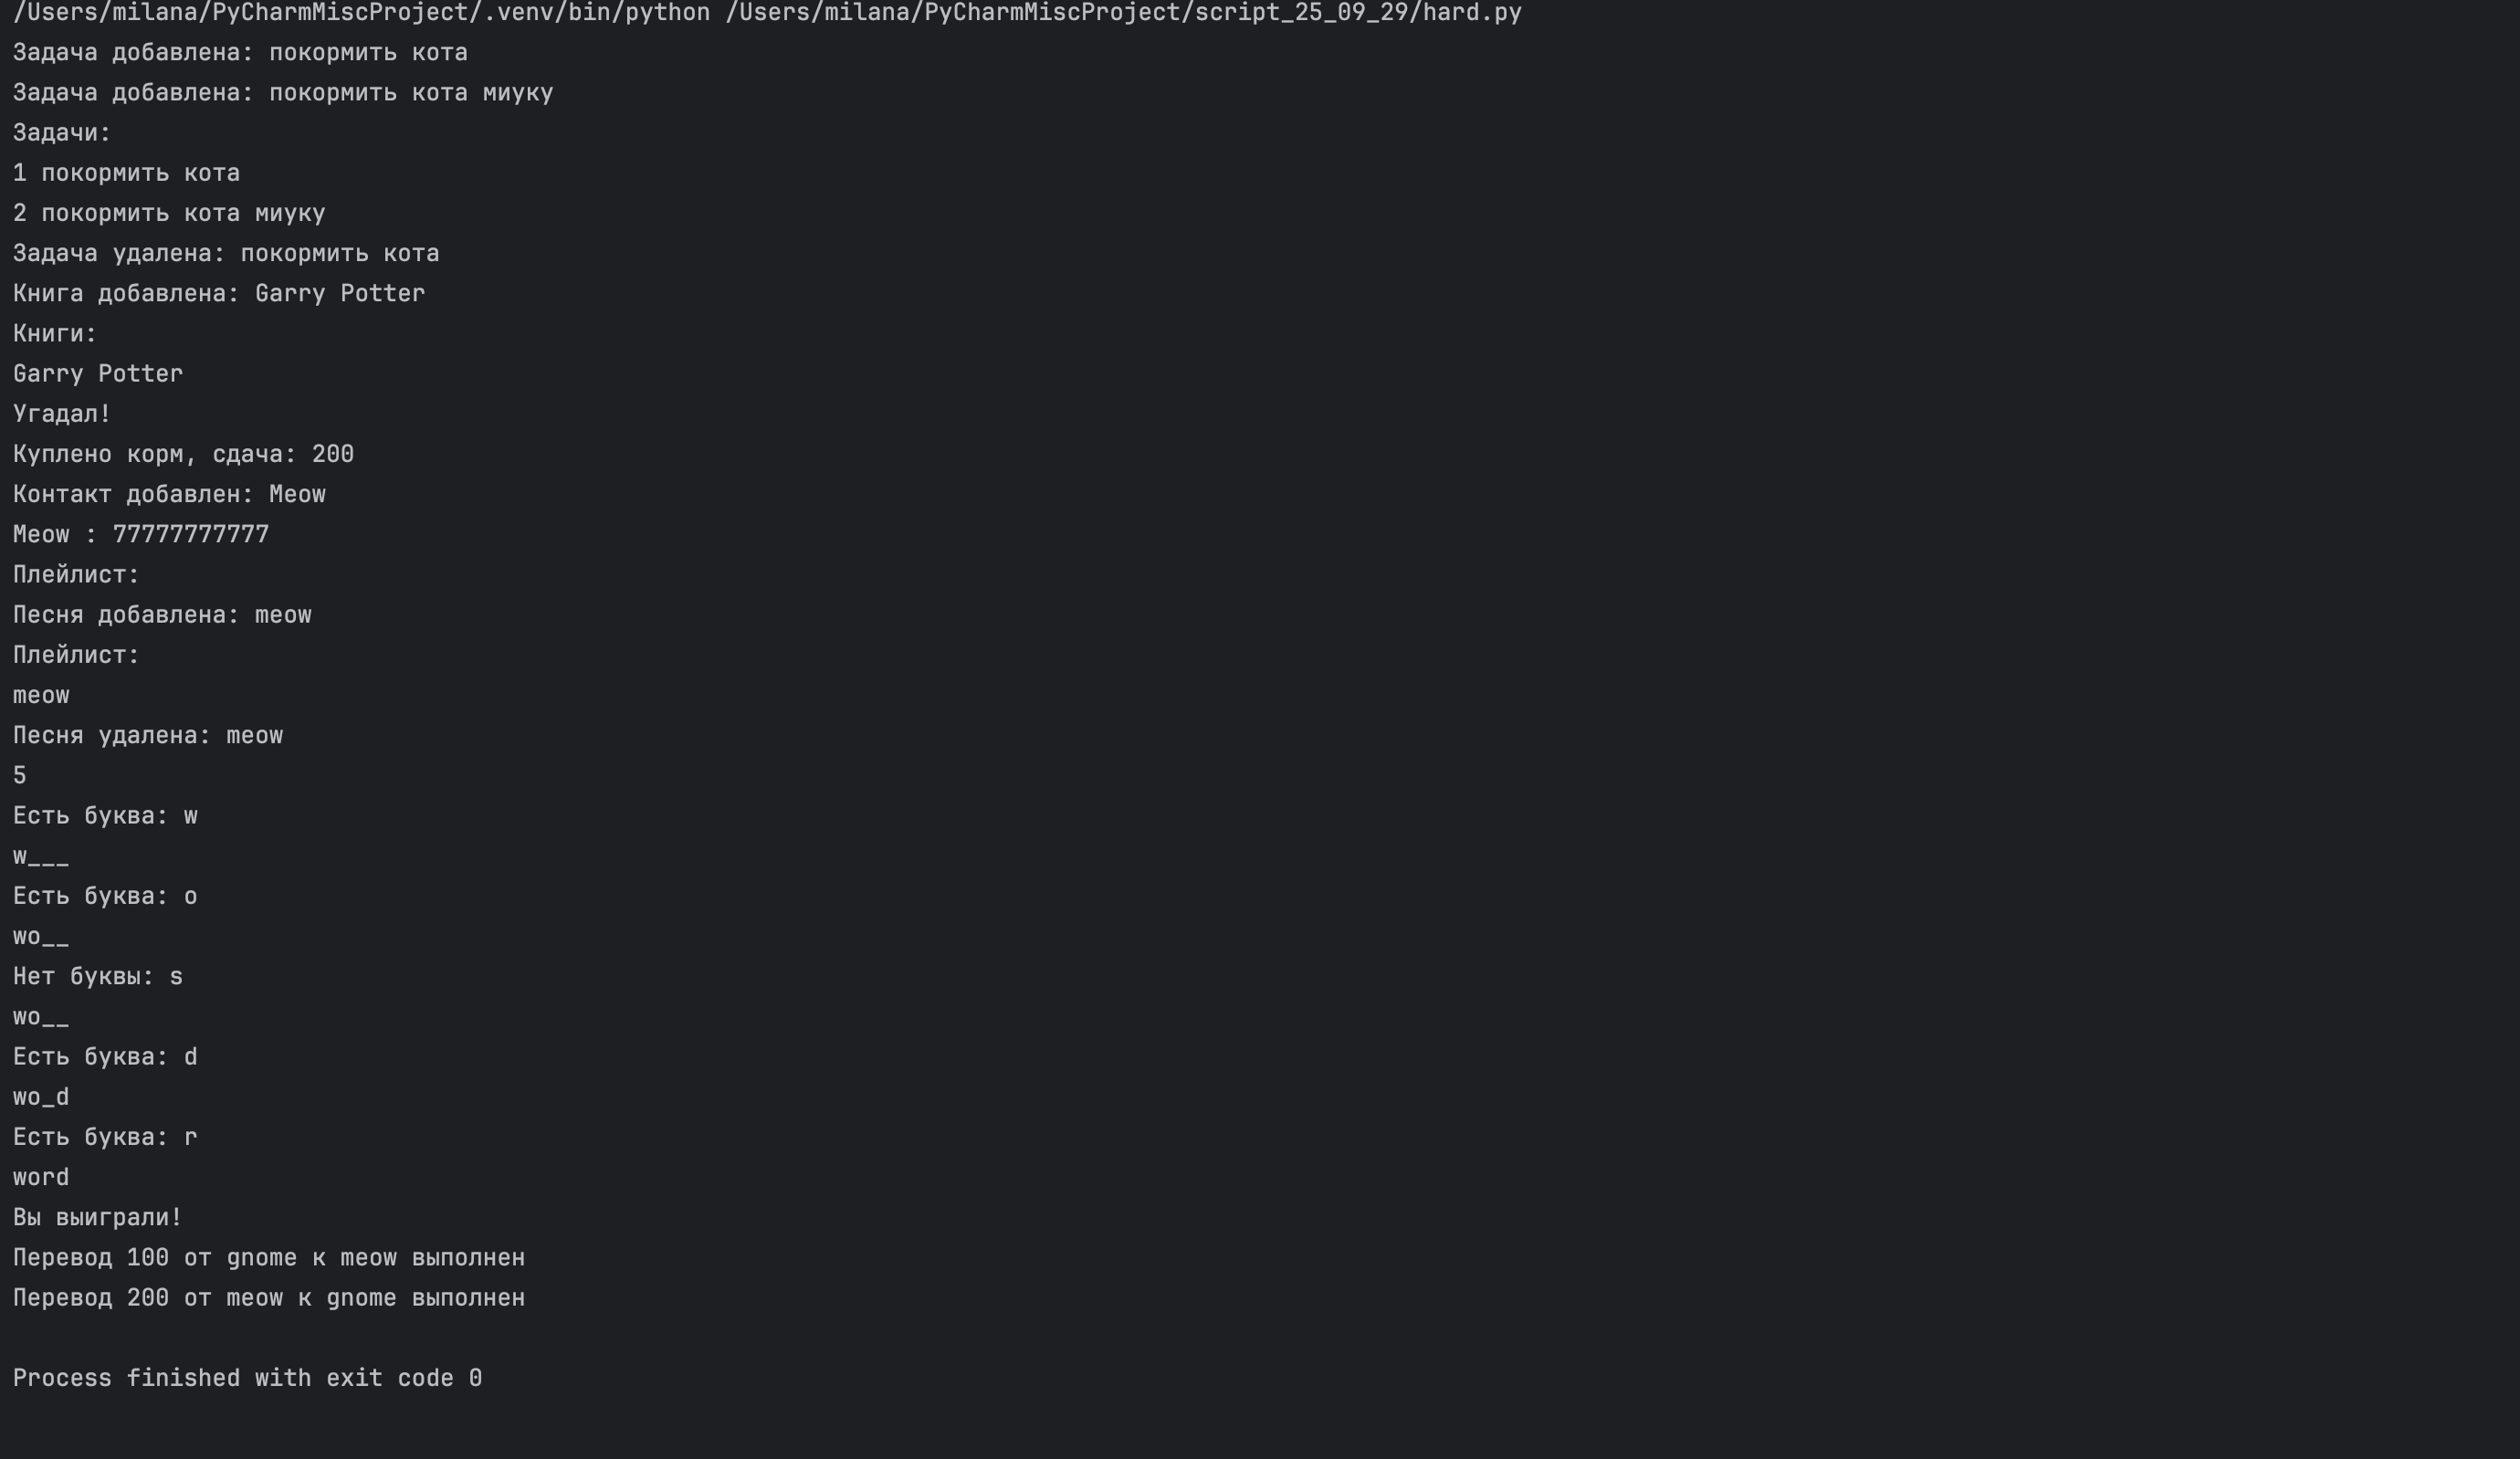 /Users/milana/PyCharmMiscProject/.venv/bin/python /Users/milana/PyCharmMiscProject/script_25_09_29/hard.py
Задача добавлена: покормить кота
Задача добавлена: покормить кота миуку
Задачи:
1 покормить кота
2 покормить кота миуку
Задача удалена: покормить кота
Книга добавлена: Garry Potter
Книги:
Garry Potter
Угадал!
Куплено корм, сдача: 200
Контакт добавлен: Meow
Meow : 77777777777
Плейлист:
Песня добавлена: meow
Плейлист:
meow
Песня удалена: meow
5
Есть буква: w
w___
Есть буква: o
wo__
Нет буквы: s
wo__
Есть буква: d
wo_d
Есть буква: r
word
Вы выиграли!
Перевод 100 от gnome к meow выполнен
Перевод 200 от meow к gnome выполнен
Process finished with exit code 0